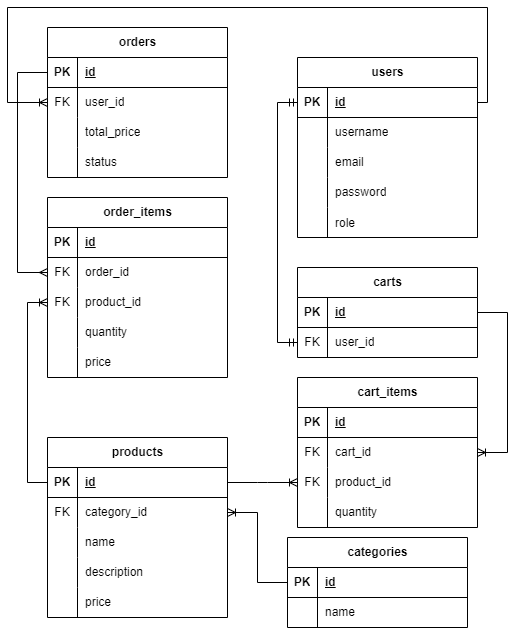 orders
PK id
FK user_id
total_price
status
users
PK id
username
email
password
role
order_items
PK id
FK order_id
FK product_id
quantity
price
carts
PK id
FK user_id
cart_items
PK id
FK cart_id
FK product_id
quantity
products
PK id
FK category_id
name
description
price
categories
PK id
name